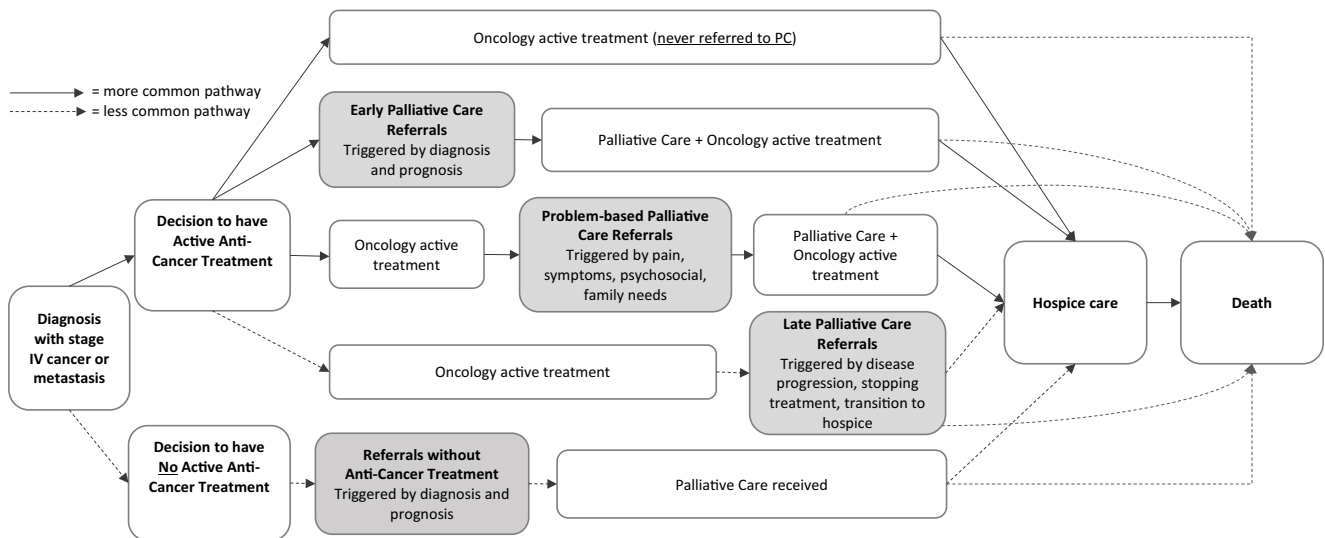 Oncology active treatment (never referred to PC)
= more common pathway
= less common pathway
Early Palliative Care
Referrals
Triggered by diagnosis
and prognosis
Palliative Care + Oncology active treatment
Decision to have
Active Anti-
Cancer Treatment
Oncology active
treatment
Problem-based Palliative
Care Referrals
Triggered by pain,
symptoms, psychosocial,
family needs
Palliative Care +
Oncology active
treatment
Hospice care
Death
Diagnosis
with stage
IV cancer or
metastasis
Oncology active treatment
Late Palliative Care
Referrals
Triggered by disease
progression, stopping
treatment, transition to
hospice
Decision to have
No Active Anti-
Cancer Treatment
Referrals without
Anti-Cancer Treatment
Triggered by diagnosis and
prognosis
Palliative Care received